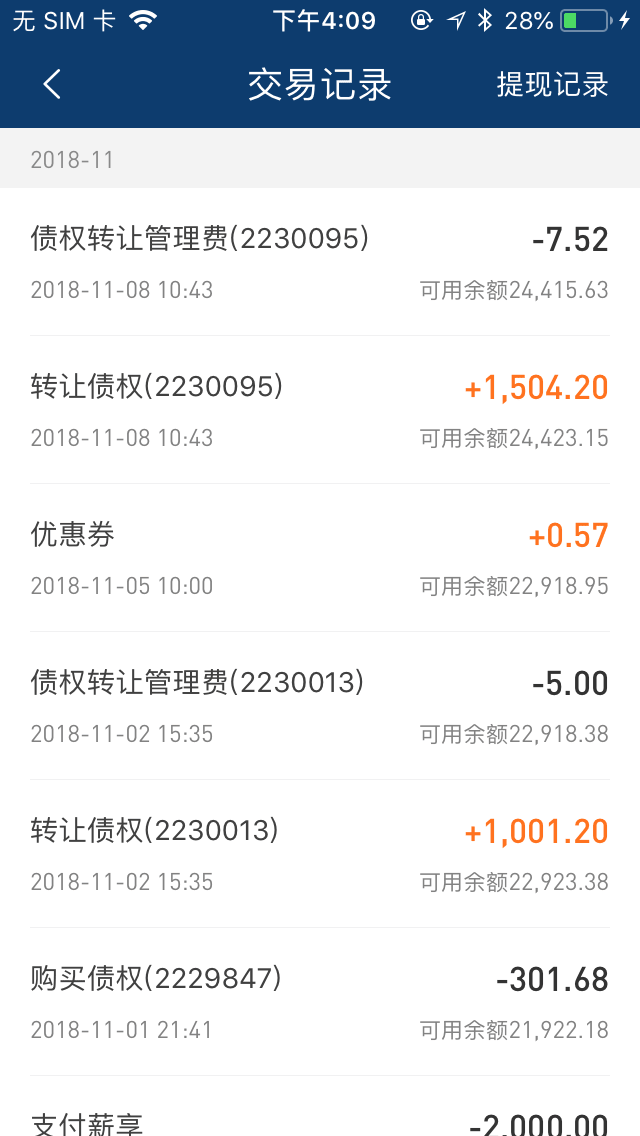 无 SIM 卡 下午4:09 28%
交易记录 提现记录
2018-11
债权转让管理费(2230095) -7.52
2018-11-08 10:43 可用余额24,415.63
转让债权(2230095) +1,504.20
2018-11-08 10:43 可用余额24,423.15
优惠券 +0.57
2018-11-05 10:00 可用余额22,918.95
债权转让管理费(2230013) -5.00
2018-11-02 15:35 可用余额22,918.38
转让债权(2230013) +1,001.20
2018-11-02 15:35 可用余额22,923.38
购买债权(2229847) -301.68
2018-11-01 21:41 可用余额21,922.18
支付薪享 -2,000.00